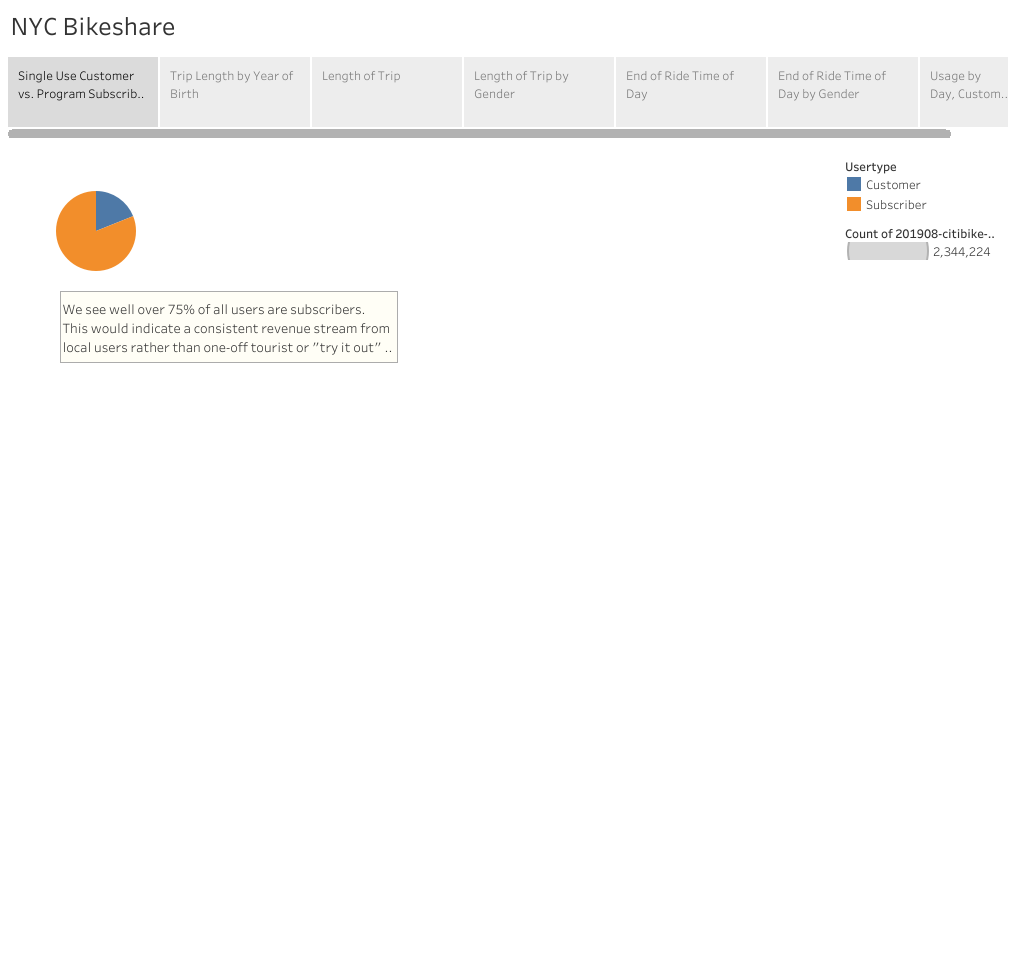 NYC Bikeshare
Single Use Customer
vs. Program Subscrib..
Trip Length by Year of
Birth
Length of Trip
Length of Trip by
Gender
End of Ride Time of
Day
End of Ride Time of
Day by Gender
Usage by
Day, Custom..
Usertype
Customer
Subscriber
Count of 201908-citibike-..
2,344,224
We see well over 75% of all users are subscribers.
This would indicate a consistent revenue stream from
local users rather than one-off tourist or "try it out" ..